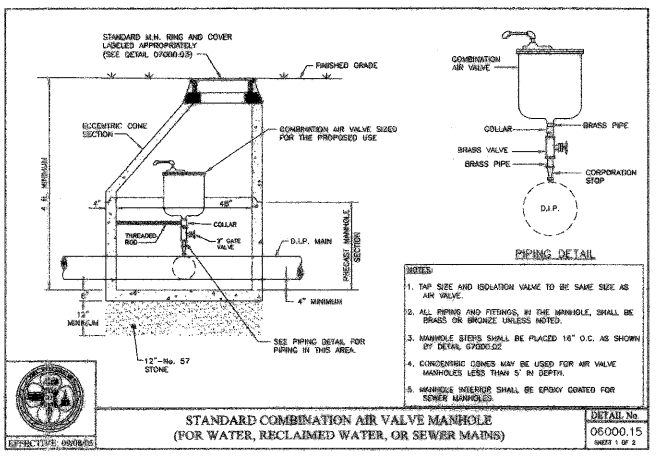 STANDARD M.H. RING AND COVER
LABELED APPROPRIATELY
(SEE DETAIL 07000.03)
FINISHED GRADE
ECCENTRIC CONE
SECTION
COMBINATION AIR VALVE SIZED
FOR THE PROPOSED USE
4 ft. MINIMUM
4"
48"
THREADED
ROD
COLLAR
3" GATE
VALVE
D.I.P. MAIN
PRECAST MANHOLE
SECTION
6"
12"
MINIMUM
4" MINIMUM
SEE PIPING DETAIL FOR
PIPING IN THIS AREA.
12"-No. 57
STONE
COMBINATION
AIR VALVE
COLLAR
BRASS PIPE
BRASS VALVE
BRASS PIPE
CORPORATION
STOP
D.I.P.
PIPING DETAIL
NOTES:
1. TAP SIZE AND ISOLATION VALVE TO BE SAME SIZE AS
AIR VALVE.
2. ALL PIPING AND FITTINGS, IN THE MANHOLE, SHALL BE
BRASS OR BRONZE UNLESS NOTED.
3. MANHOLE STEPS SHALL BE PLACED 16" O.C. AS SHOWN
BY DETAIL 07000.02
4. CONCENTRIC CONES MAY BE USED FOR AIR VALVE
MANHOLES LESS THAN 5' IN DEPTH.
5. MANHOLE INTERIOR SHALL BE EPOXY COATED FOR
SEWER MANHOLES.
EFFECTIVE: 09/08/05
STANDARD COMBINATION AIR VALVE MANHOLE
(FOR WATER, RECLAIMED WATER, OR SEWER MAINS)
DETAIL No.
06000.15
SHEET 1 OF 2